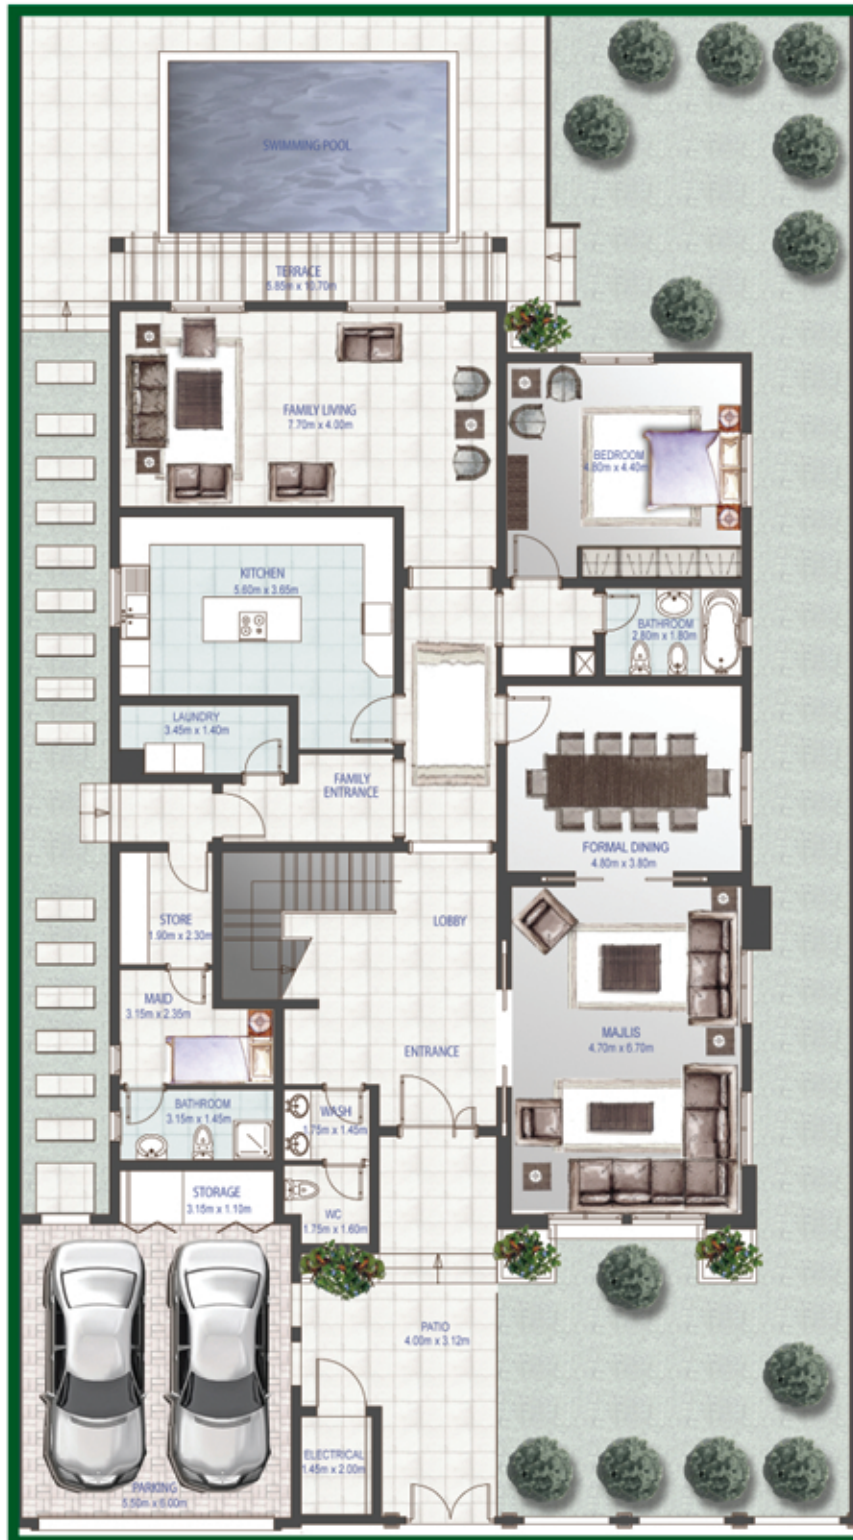 SWIMMING POOL
TERRACE
5.85m x 10.70m
FAMILY LIVING
7.70m x 4.00m
BEDROOM
4.80m x 4.40m
KITCHEN
5.60m x 3.65m
BATHROOM
2.80m x 1.80m
LAUNDRY
3.45m x 1.40m
FAMILY
ENTRANCE
FORMAL DINING
4.80m x 3.80m
STORE
1.90m x 2.30m
LOBBY
MAID
3.15m x 2.35m
MAJLIS
4.70m x 6.70m
ENTRANCE
BATHROOM
3.15m x 1.45m
WASH
1.75m x 1.45m
STORAGE
3.15m x 1.10m
WC
1.75m x 1.60m
PATIO
4.00m x 3.12m
ELECTRICAL
1.45m x 2.00m
PARKING
5.50m x 6.00m